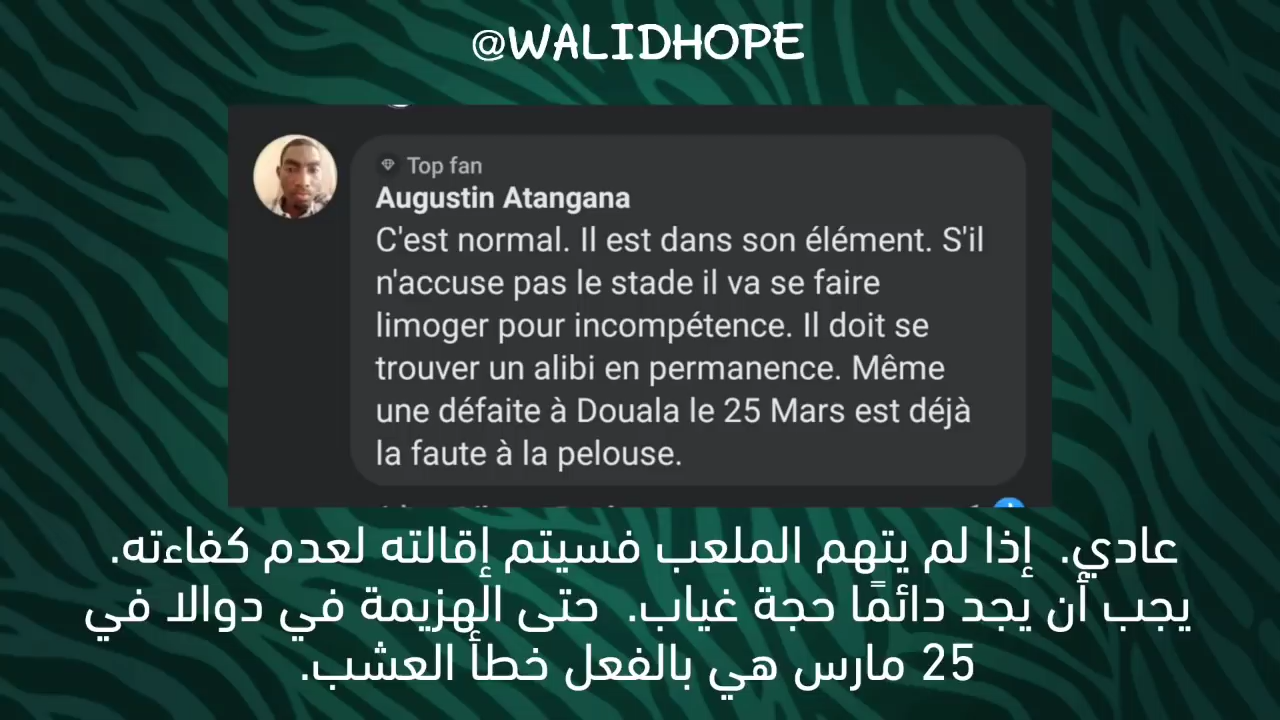 @WALIDHOPE
Top fan
Augustin Atangana
C'est normal. Il est dans son élément. S'il
n'accuse pas le stade il va se faire
limoger pour incompétence. Il doit se
trouver un alibi en permanence. Même
une défaite à Douala le 25 Mars est déjà
la faute à la pelouse.
عادي. إذا لم يتهم الملعب فسيتم إقالته لعدم كفاءته.
يجب أن يجد دائمًا حجة غياب. حتى الهزيمة في دوالا في
25 مارس هي بالفعل خطأ العشب.